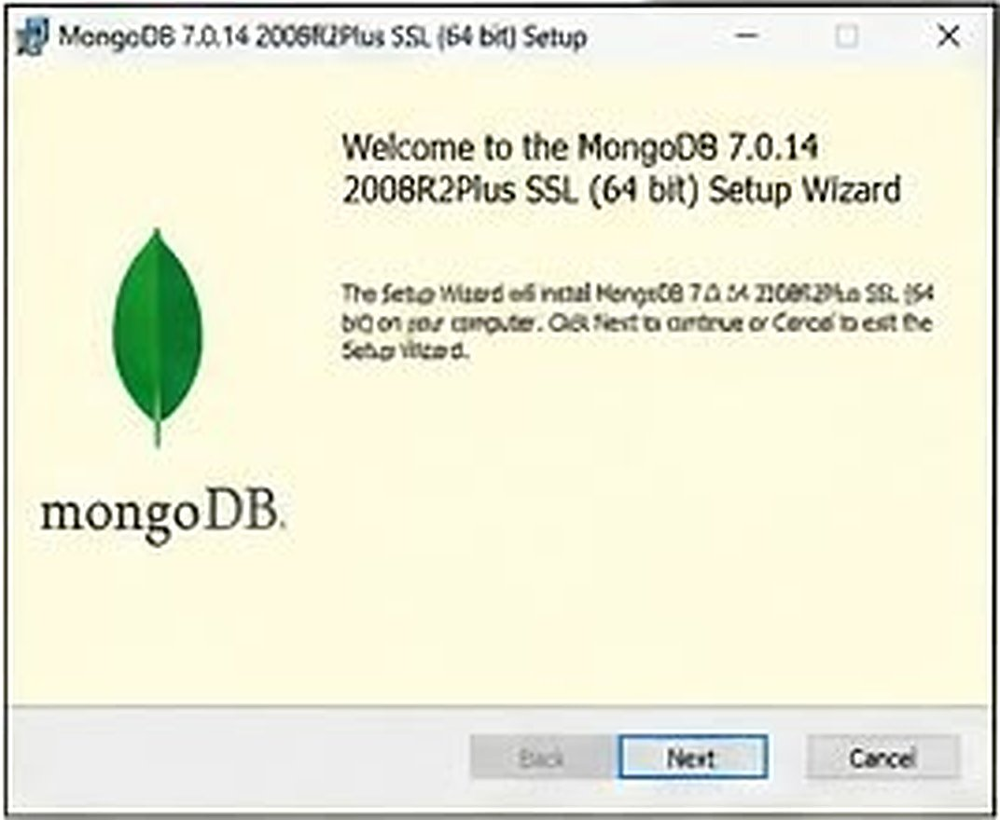 MongoDB 7.0.14 2008R2Plus SSL (64 bit) Setup
Welcome to the MongoDB 7.0.14
2008R2Plus SSL (64 bit) Setup Wizard
The Setup Wizard will install MongoDB 7.0.14 2008R2Plus SSL (64
bit) on your computer. Click Next to continue or Cancel to exit the
Setup Wizard.
mongoDB.
Back
Next
Cancel